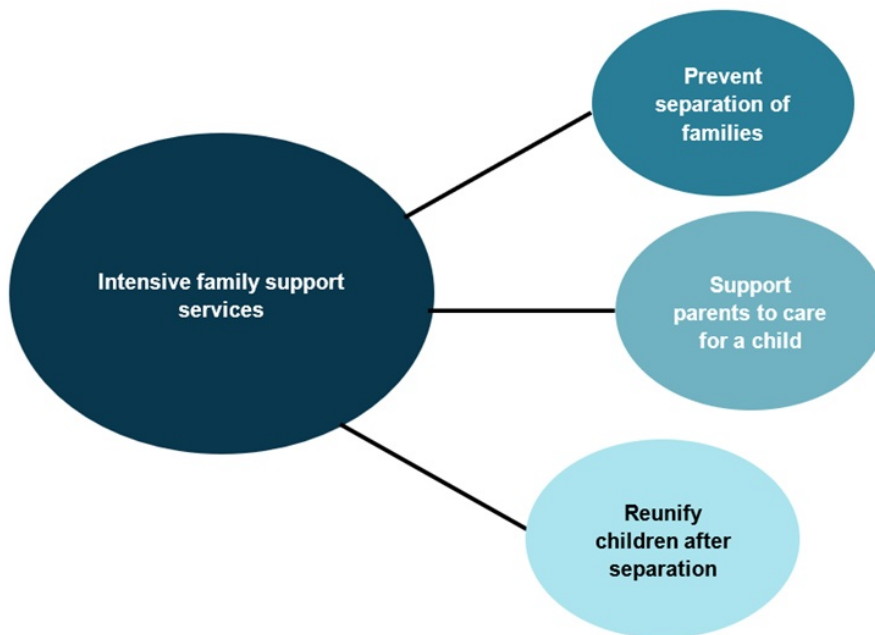 Prevent
separation of
families
Intensive family support
services
Support
parents to care
for a child
Reunify
children after
separation